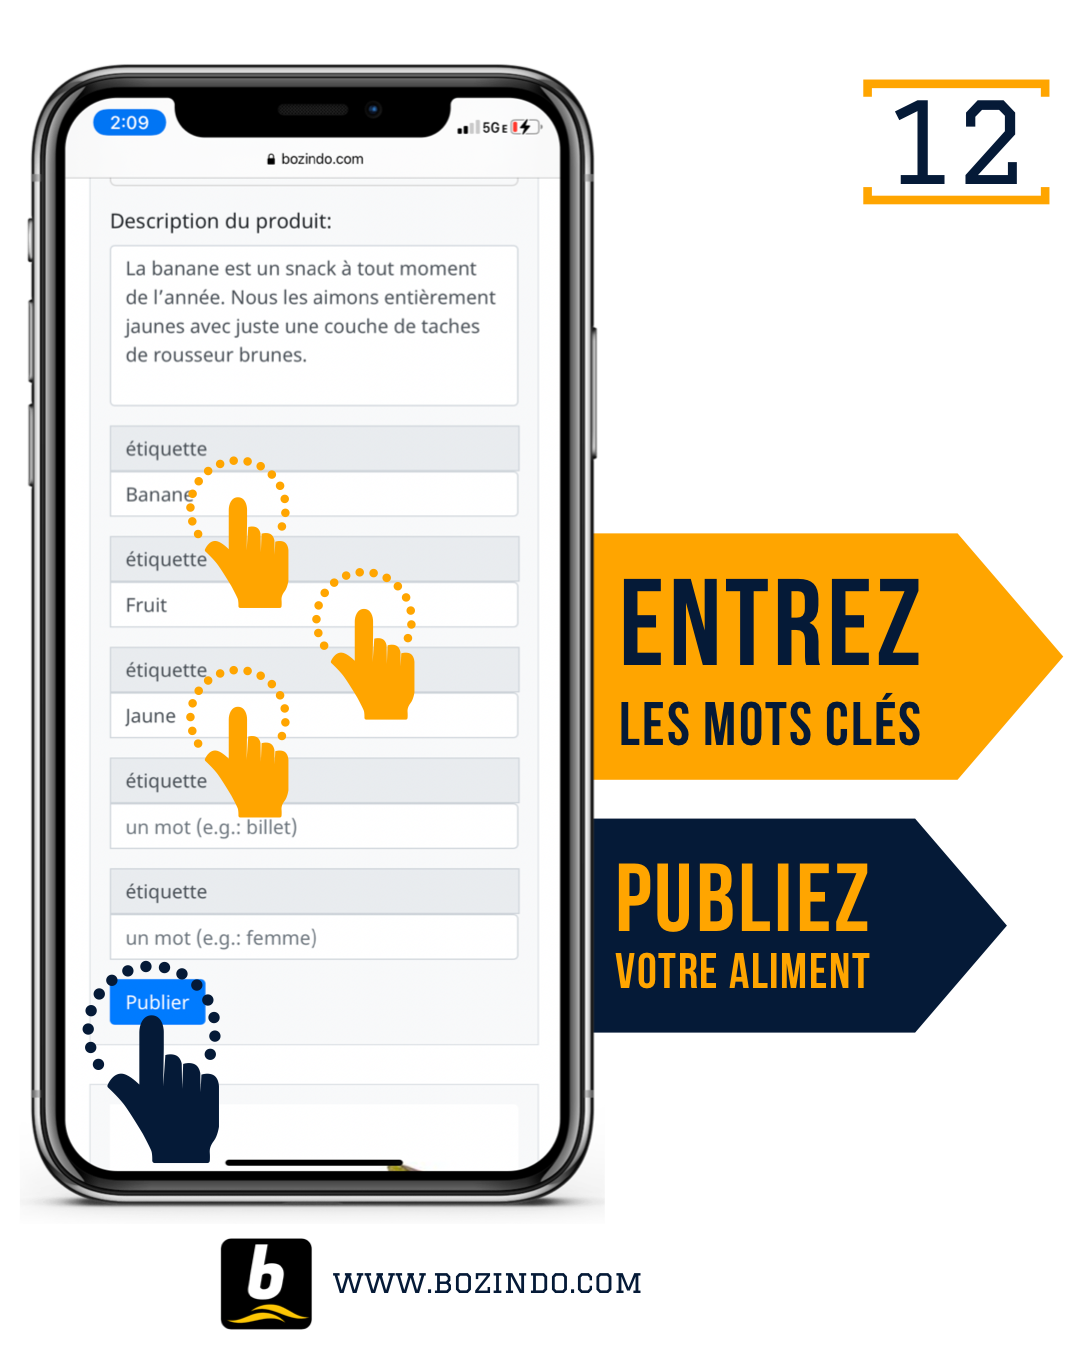 12
2:09
5GE
bozindo.com
Description du produit:
La banane est un snack à tout moment
de l’année. Nous les aimons entièrement
jaunes avec juste une couche de taches
de rousseur brunes.
étiquette
Banane
étiquette
Fruit
étiquette
Jaune
étiquette
un mot (e.g.: billet)
étiquette
un mot (e.g.: femme)
Publier
ENTREZ
LES MOTS CLÉS
PUBLIEZ
VOTRE ALIMENT
b
WWW.BOZINDO.COM